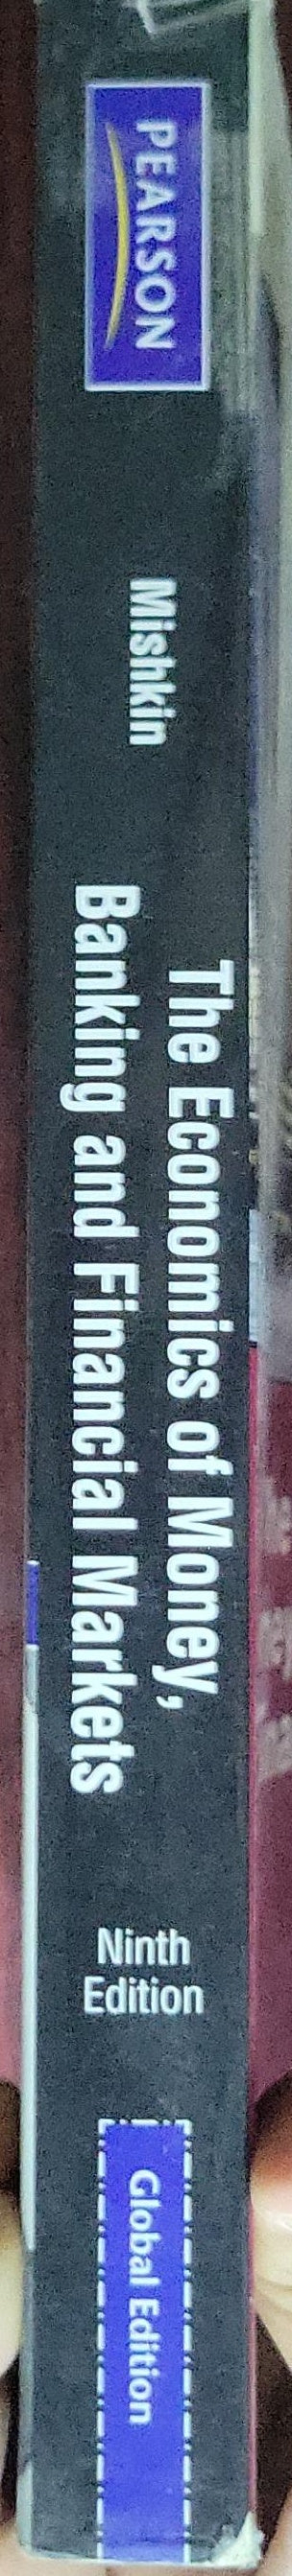 PEARSON
Mishkin
The Economics of Money,
Banking and Financial Markets
Ninth
Edition
Global Edition